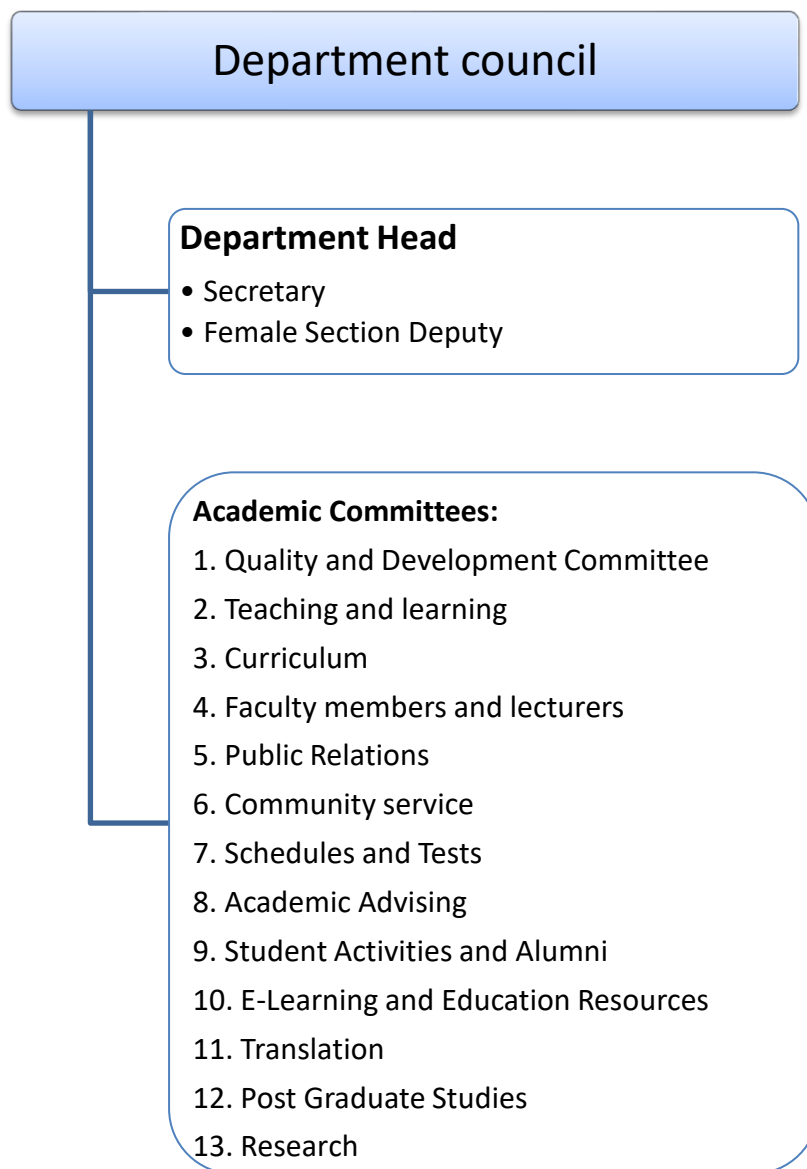 Department council
Department Head
• Secretary
• Female Section Deputy
Academic Committees:
1. Quality and Development Committee
2. Teaching and learning
3. Curriculum
4. Faculty members and lecturers
5. Public Relations
6. Community service
7. Schedules and Tests
8. Academic Advising
9. Student Activities and Alumni
10. E-Learning and Education Resources
11. Translation
12. Post Graduate Studies
13. Research